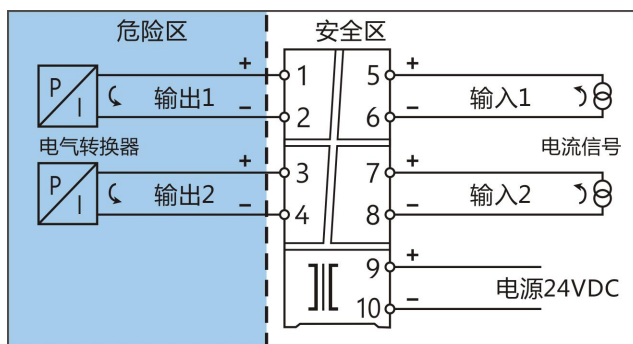 危险区 安全区
+ 1 5 +
P I 输出1 输入1
− 2 6 −
电气转换器 电流信号
+ 3 7 +
P I 输出2 输入2
− 4 8 −
9 +
电源24VDC
10 −